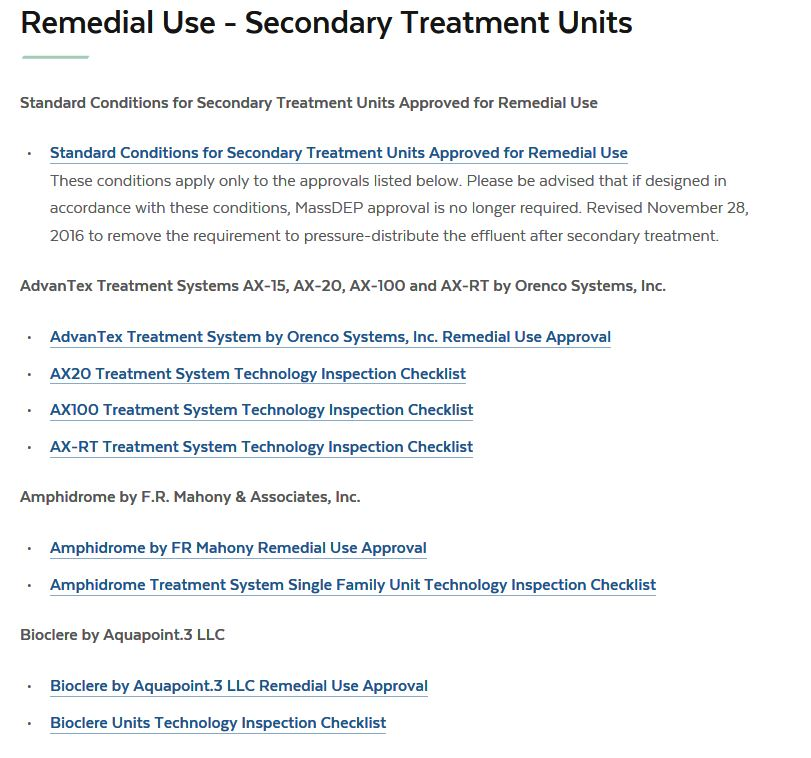 Remedial Use - Secondary Treatment Units
Standard Conditions for Secondary Treatment Units Approved for Remedial Use
• Standard Conditions for Secondary Treatment Units Approved for Remedial Use
These conditions apply only to the approvals listed below. Please be advised that if designed in
accordance with these conditions, MassDEP approval is no longer required. Revised November 28,
2016 to remove the requirement to pressure-distribute the effluent after secondary treatment.
AdvanTex Treatment Systems AX-15, AX-20, AX-100 and AX-RT by Orenco Systems, Inc.
• AdvanTex Treatment System by Orenco Systems, Inc. Remedial Use Approval
• AX20 Treatment System Technology Inspection Checklist
• AX100 Treatment System Technology Inspection Checklist
• AX-RT Treatment System Technology Inspection Checklist
Amphidrome by F.R. Mahony & Associates, Inc.
• Amphidrome by FR Mahony Remedial Use Approval
• Amphidrome Treatment System Single Family Unit Technology Inspection Checklist
Bioclere by Aquapoint.3 LLC
• Bioclere by Aquapoint.3 LLC Remedial Use Approval
• Bioclere Units Technology Inspection Checklist